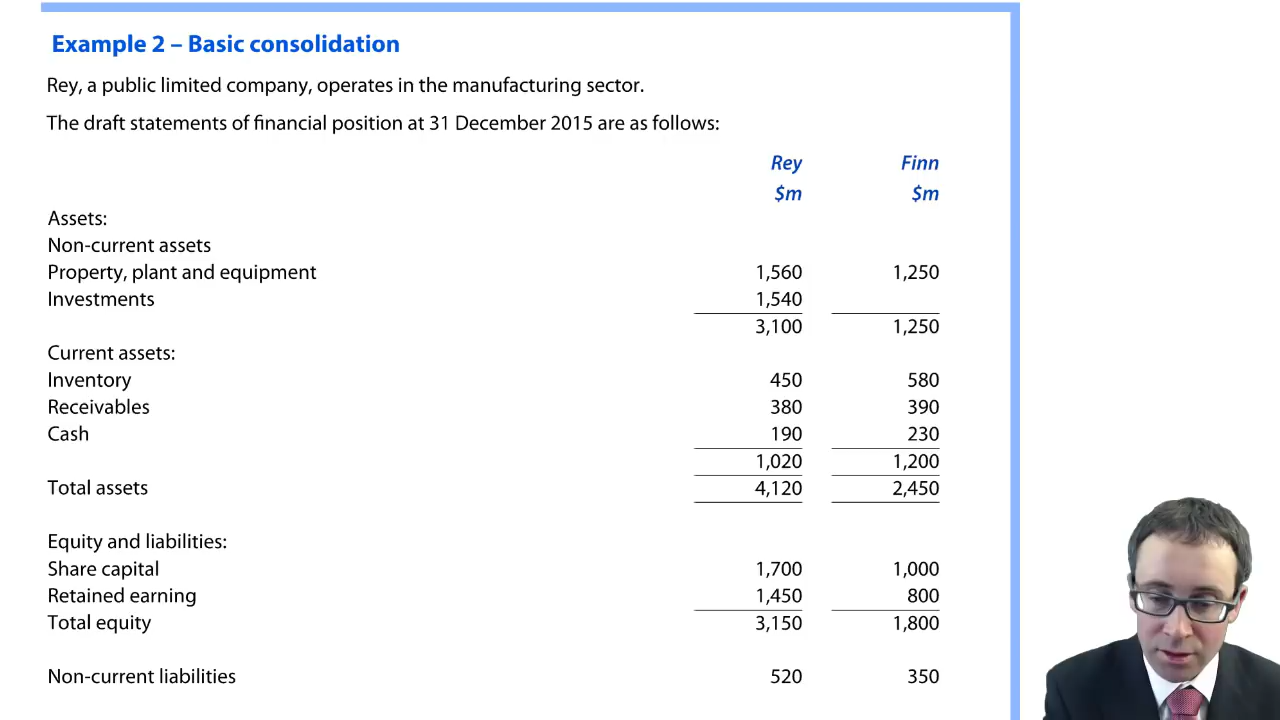 Example 2 – Basic consolidation
Rey, a public limited company, operates in the manufacturing sector.
The draft statements of financial position at 31 December 2015 are as follows:
Rey Finn
$m $m
Assets:
Non-current assets
Property, plant and equipment 1,560 1,250
Investments 1,540
3,100 1,250
Current assets:
Inventory 450 580
Receivables 380 390
Cash 190 230
1,020 1,200
Total assets 4,120 2,450
Equity and liabilities:
Share capital 1,700 1,000
Retained earning 1,450 800
Total equity 3,150 1,800
Non-current liabilities 520 350